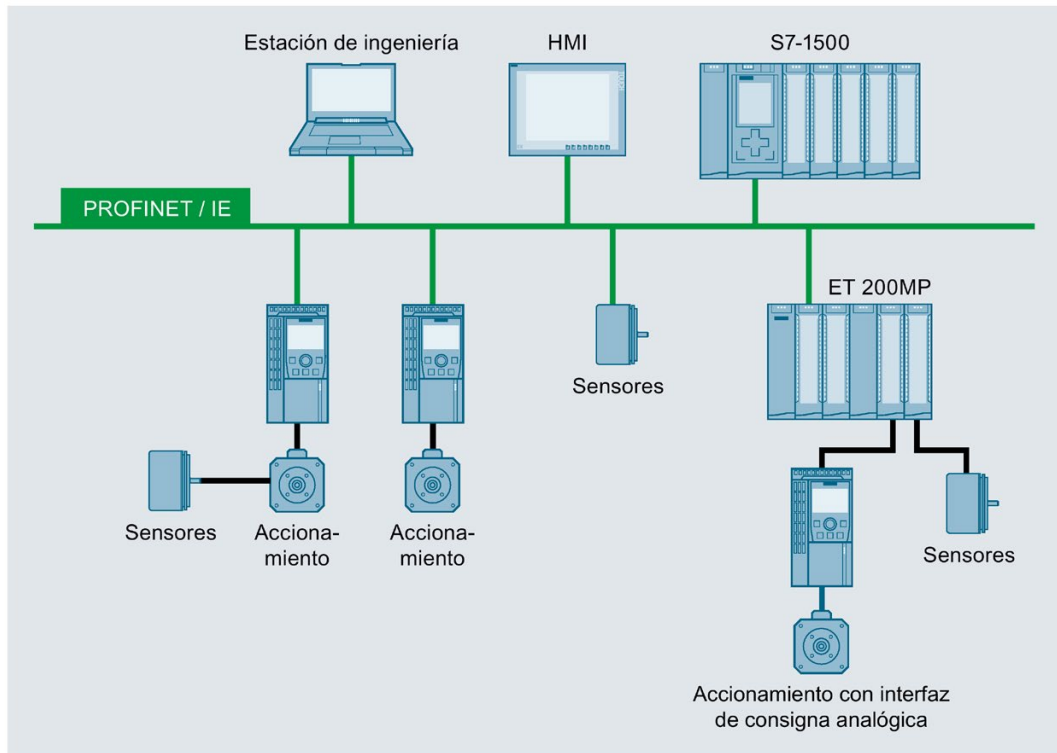 Estación de ingeniería
HMI
S7-1500
PROFINET / IE
ET 200MP
Sensores
Sensores
Acciona-
miento
Acciona-
miento
Sensores
Accionamiento con interfaz
de consigna analógica